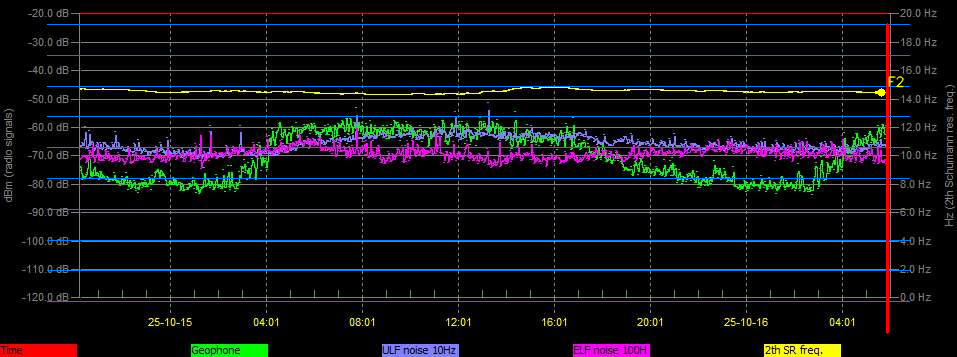 -20.0 dB 20.0 Hz
-30.0 dB 18.0 Hz
-40.0 dB 16.0 Hz
F2
-50.0 dB 14.0 Hz
-60.0 dB 12.0 Hz
-70.0 dB 10.0 Hz
-80.0 dB 8.0 Hz
-90.0 dB 6.0 Hz
-100.0 dB 4.0 Hz
-110.0 dB 2.0 Hz
-120.0 dB 0.0 Hz
dBm (radio signals)
Hz (2th Schumann res. freq.)
25-10-15 04:01 08:01 12:01 16:01 20:01 25-10-16 04:01
Time Geophone ULF noise 10Hz ELF noise 100H 2th SR freq.